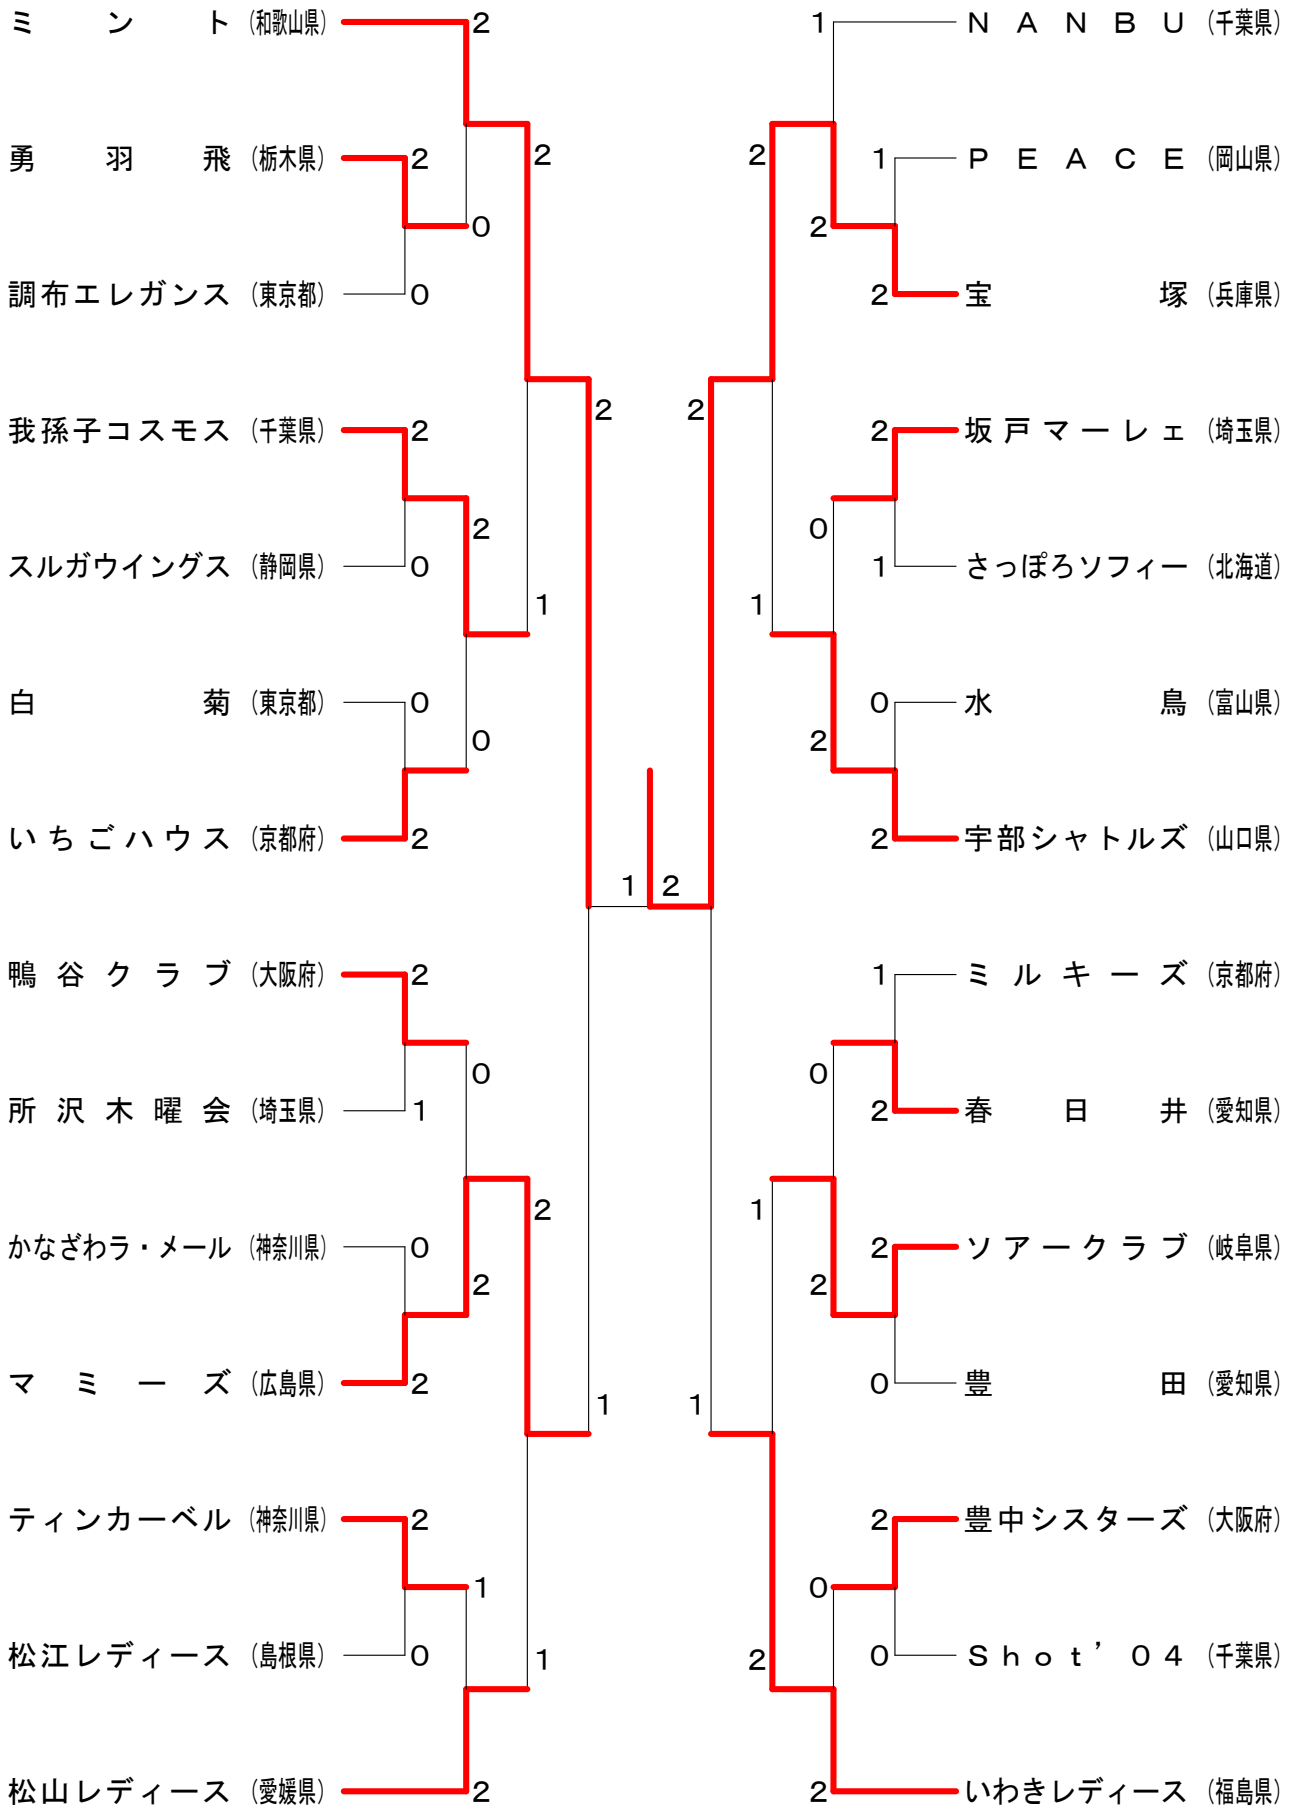 ミント (和歌山県) 2
1 NANBU (千葉県)
勇羽飛 (栃木県) 2
2
2
1 PEACE (岡山県)
0
2
調布エレガンス (東京都) 0
2 宝塚 (兵庫県)
2
2
我孫子コスモス (千葉県) 2
2 坂戸マーレェ (埼玉県)
2
0
スルガウイングス (静岡県) 0
1 さっぽろソフィー (北海道)
1
1
白菊 (東京都) 0
0 水鳥 (富山県)
0
2
いちごハウス (京都府) 2
2 宇部シャトルズ (山口県)
1 2
鴨谷クラブ (大阪府) 2
1 ミルキーズ (京都府)
0
0
所沢木曜会 (埼玉県) 1
2 春日井 (愛知県)
2
1
かなざわラ・メール (神奈川県) 0
2 ソアークラブ (岐阜県)
2
2
マミーズ (広島県) 2
0 豊田 (愛知県)
1
1
ティンカーベル (神奈川県) 2
2 豊中シスターズ (大阪府)
1
0
松江レディース (島根県) 0
1
2
0 Shot’04 (千葉県)
松山レディース (愛媛県) 2
2 いわきレディース (福島県)